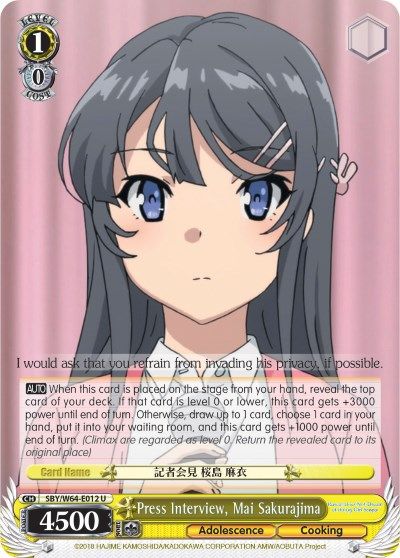 LEVEL
1
0
COST
I would ask that you refrain from invading his privacy, if possible.
AUTO When this card is placed on the stage from your hand, reveal the top
card of your deck. If that card is level 0 or lower, this card gets +3000
power until end of turn. Otherwise, draw up to 1 card, choose 1 card in your
hand, put it into your waiting room, and this card gets +1000 power until
end of turn. (Climax are regarded as level 0. Return the revealed card to
its original place)
Card Name 記者会見 桜島 麻衣
CH SBY/W64-E012 U
POWER 4500 Press Interview, Mai Sakurajima
Adolescence Cooking
©2018 HAJIME KAMOSHIDA/KADOKAWA CORPORATION AMW/AOBUTA Project